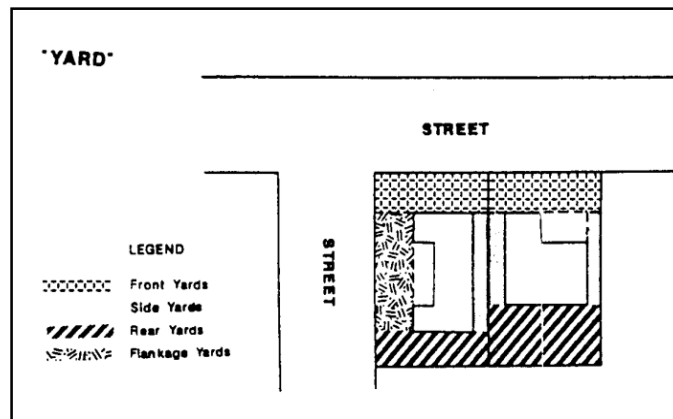 "YARD"
STREET
STREET
LEGEND
Front Yards
Side Yards
Rear Yards
Flankage Yards